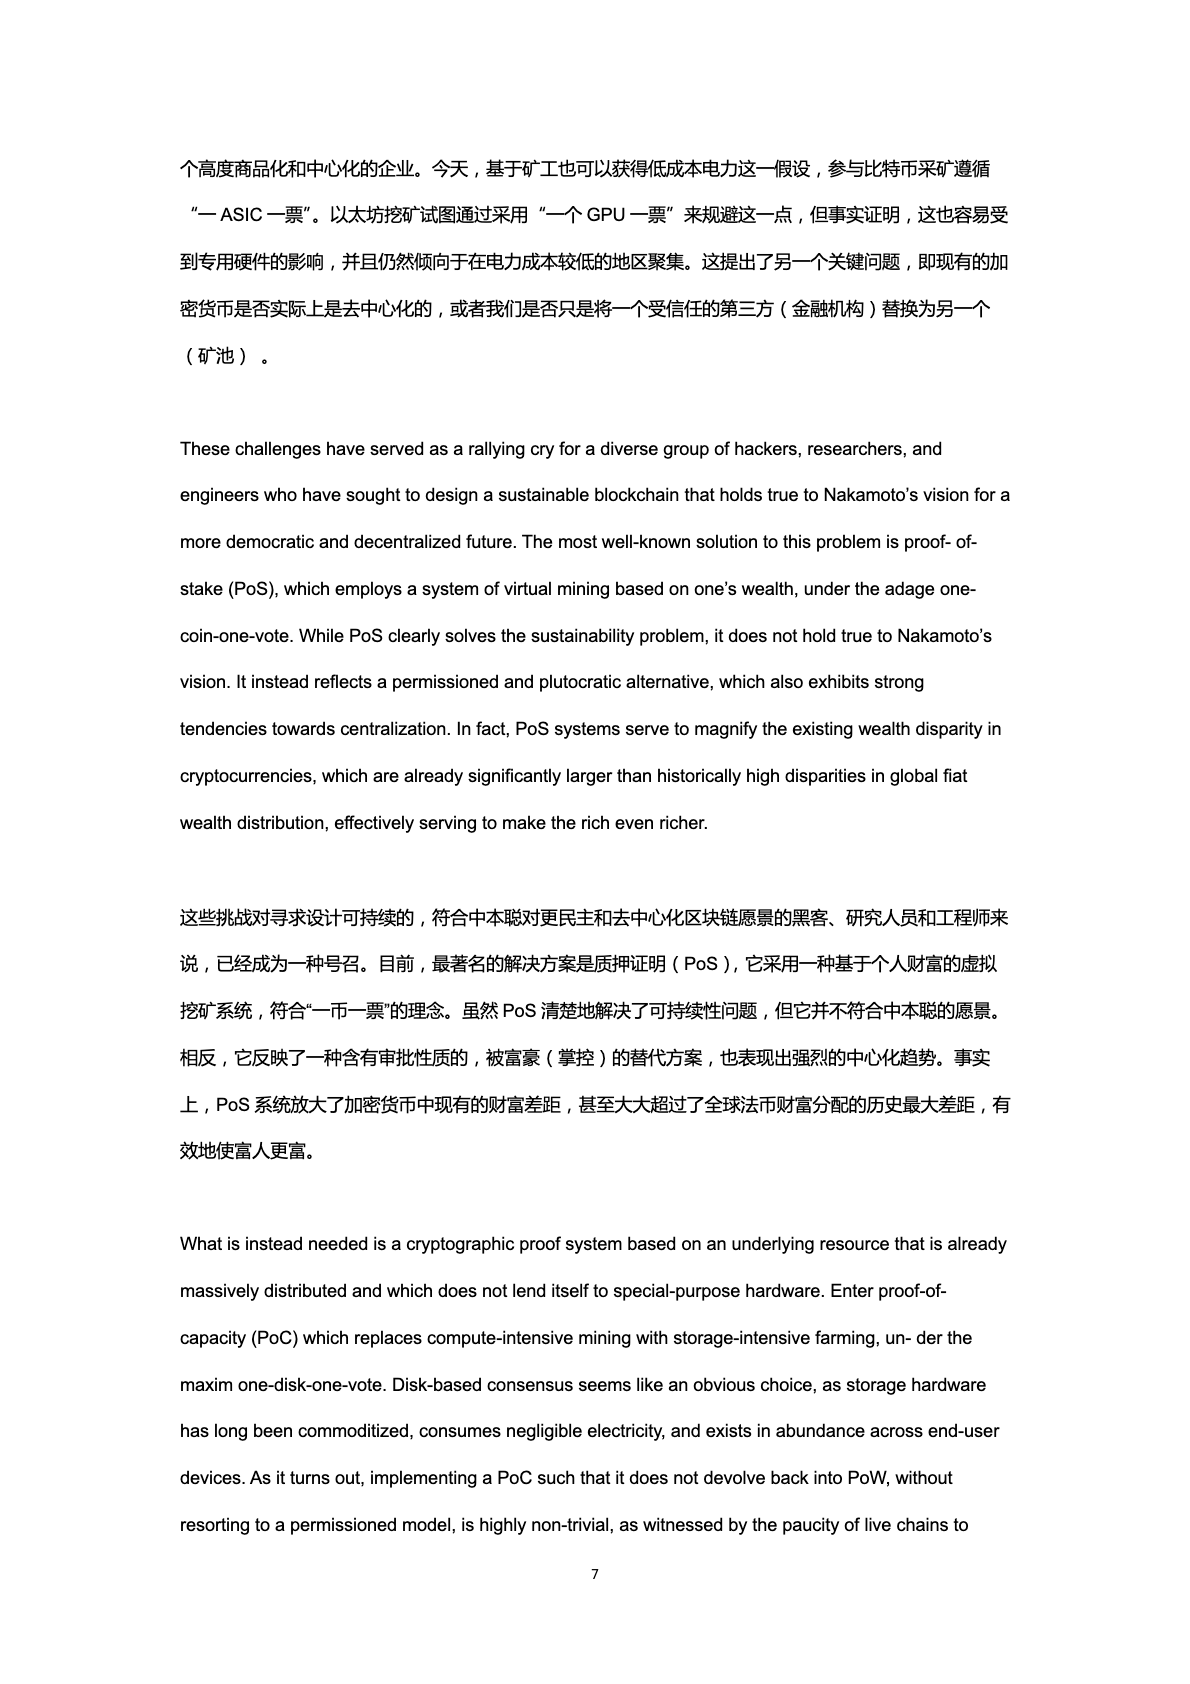 个高度商品化和中心化的企业。今天，基于矿工也可以获得低成本电力这一假设，参与比特币采矿遵循
“一 ASIC 一票”。以太坊挖矿试图通过采用“一个 GPU 一票”来规避这一点，但事实证明，这也容易受
到专用硬件的影响，并且仍然倾向于在电力成本较低的地区聚集。这提出了另一个关键问题，即现有的加
密货币是否实际上是去中心化的，或者我们是否只是将一个受信任的第三方（金融机构）替换为另一个
（矿池） 。
These challenges have served as a rallying cry for a diverse group of hackers, researchers, and
engineers who have sought to design a sustainable blockchain that holds true to Nakamoto’s vision for a
more democratic and decentralized future. The most well-known solution to this problem is proof- of-
stake (PoS), which employs a system of virtual mining based on one’s wealth, under the adage one-
coin-one-vote. While PoS clearly solves the sustainability problem, it does not hold true to Nakamoto’s
vision. It instead reflects a permissioned and plutocratic alternative, which also exhibits strong
tendencies towards centralization. In fact, PoS systems serve to magnify the existing wealth disparity in
cryptocurrencies, which are already significantly larger than historically high disparities in global fiat
wealth distribution, effectively serving to make the rich even richer.
这些挑战对寻求设计可持续的，符合中本聪对更民主和去中心化区块链愿景的黑客、研究人员和工程师来
说，已经成为一种号召。目前，最著名的解决方案是质押证明（PoS），它采用一种基于个人财富的虚拟
挖矿系统，符合“一币一票”的理念。虽然 PoS 清楚地解决了可持续性问题，但它并不符合中本聪的愿景。
相反，它反映了一种含有审批性质的，被富豪（掌控）的替代方案，也表现出强烈的中心化趋势。事实
上，PoS 系统放大了加密货币中现有的财富差距，甚至大大超过了全球法币财富分配的历史最大差距，有
效地使富人更富。
What is instead needed is a cryptographic proof system based on an underlying resource that is already
massively distributed and which does not lend itself to special-purpose hardware. Enter proof-of-
capacity (PoC) which replaces compute-intensive mining with storage-intensive farming, un- der the
maxim one-disk-one-vote. Disk-based consensus seems like an obvious choice, as storage hardware
has long been commoditized, consumes negligible electricity, and exists in abundance across end-user
devices. As it turns out, implementing a PoC such that it does not devolve back into PoW, without
resorting to a permissioned model, is highly non-trivial, as witnessed by the paucity of live chains to
7